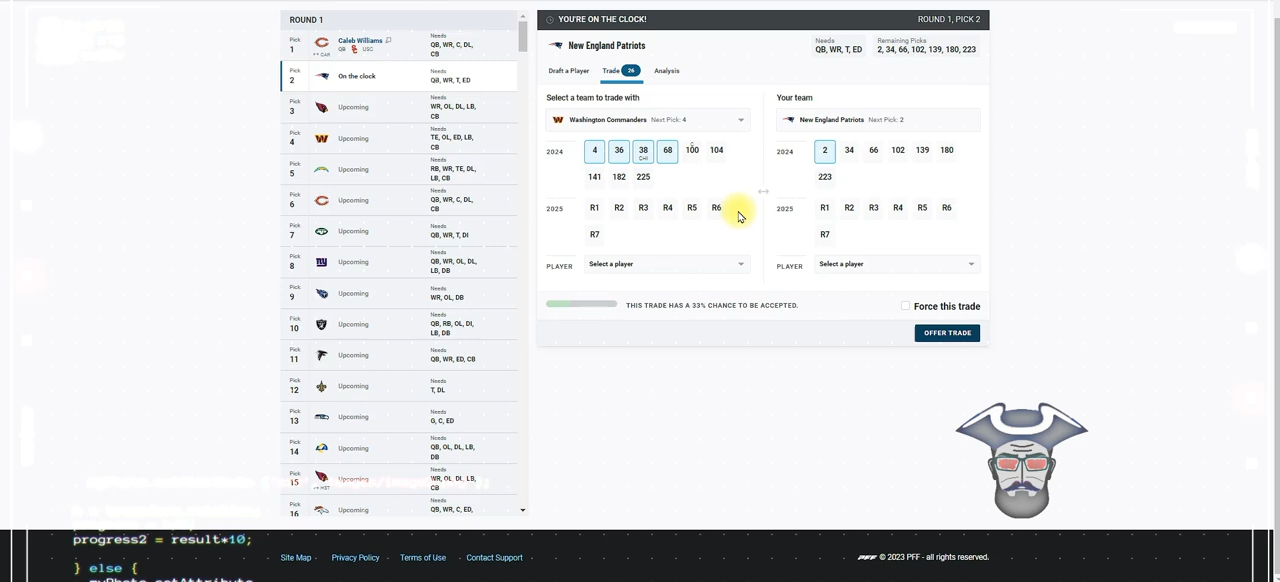 ROUND 1
Pick 1 Caleb Williams QB USC Needs QB, WR, C, DL, CB
CAR
Pick 2 On the clock Needs QB, WR, T, ED
Pick 3 Upcoming Needs WR, OL, DL, LB, CB
Pick 4 Upcoming Needs TE, OL, ED, LB, CB
Pick 5 Upcoming Needs RB, WR, TE, DL, LB, CB
Pick 6 Upcoming Needs QB, WR, C, DL, CB
Pick 7 Upcoming Needs QB, WR, T, DI
Pick 8 Upcoming Needs QB, WR, OL, DL, LB, DB
Pick 9 Upcoming Needs WR, OL, DB
Pick 10 Upcoming Needs QB, RB, OL, DI, LB, DB
Pick 11 Upcoming Needs QB, WR, ED, CB
Pick 12 Upcoming Needs T, DL
Pick 13 Upcoming Needs G, C, ED
Pick 14 Upcoming Needs QB, OL, DL, LB, DB
Pick 15 Upcoming Needs WR, OL, DL, LB, CB
HST
Pick 16 Upcoming Needs QB, WR, C, ED,
YOU'RE ON THE CLOCK! ROUND 1, PICK 2
New England Patriots
Needs
QB, WR, T, ED
Remaining Picks
2, 34, 66, 102, 139, 180, 223
Draft a Player Trade 26 Analysis
Select a team to trade with
Washington Commanders Next Pick: 4
2024 4 36 38 68 100 104
CHI
141 182 225
2025 R1 R2 R3 R4 R5 R6
R7
PLAYER Select a player
Your team
New England Patriots Next Pick: 2
2024 2 34 66 102 139 180
223
2025 R1 R2 R3 R4 R5 R6
R7
PLAYER Select a player
THIS TRADE HAS A 33% CHANCE TO BE ACCEPTED. Force this trade
OFFER TRADE
progress2 = result*10;
} else {
Site Map Privacy Policy Terms of Use Contact Support PFF © 2023 PFF - all rights reserved.